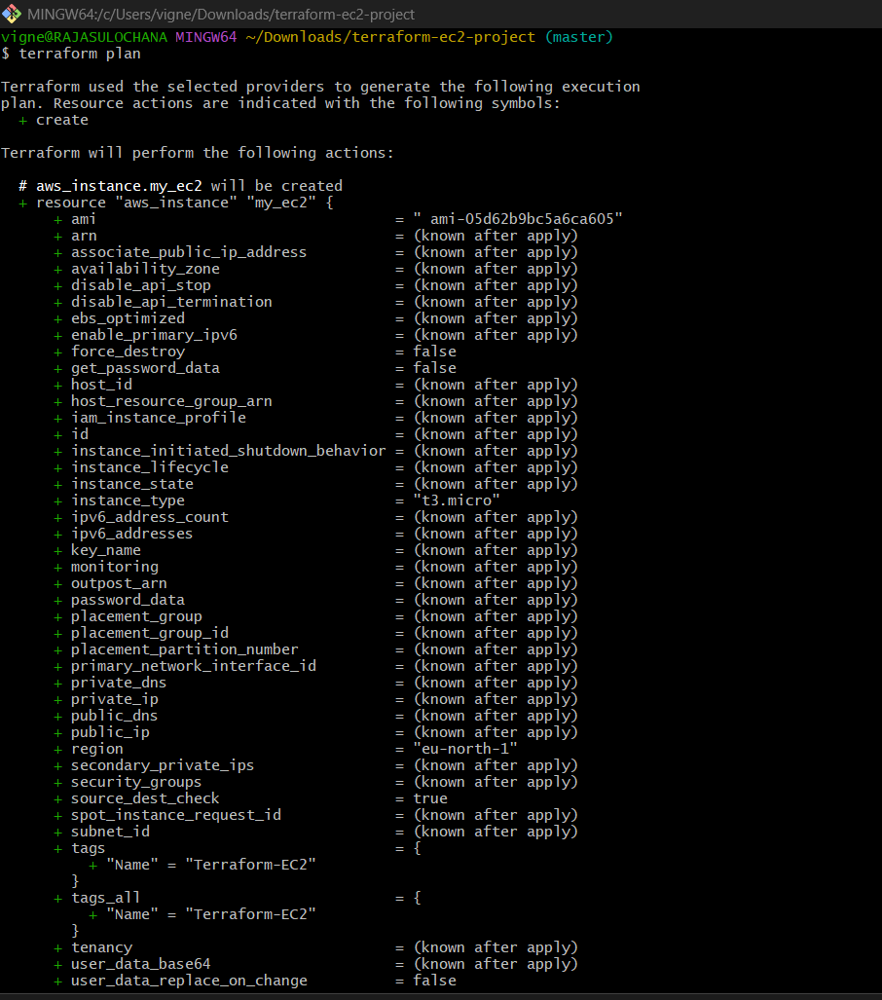 MINGW64:/c/Users/vigne/Downloads/terraform-ec2-project
vigne@RAJASULOCHANA MINGW64 ~/Downloads/terraform-ec2-project (master)
$ terraform plan
Terraform used the selected providers to generate the following execution
plan. Resource actions are indicated with the following symbols:
  + create
Terraform will perform the following actions:
  # aws_instance.my_ec2 will be created
  + resource "aws_instance" "my_ec2" {
      + ami                                  = " ami-05d62b9bc5a6ca605"
      + arn                                  = (known after apply)
      + associate_public_ip_address          = (known after apply)
      + availability_zone                    = (known after apply)
      + disable_api_stop                     = (known after apply)
      + disable_api_termination              = (known after apply)
      + ebs_optimized                        = (known after apply)
      + enable_primary_ipv6                  = (known after apply)
      + force_destroy                        = false
      + get_password_data                    = false
      + host_id                              = (known after apply)
      + host_resource_group_arn              = (known after apply)
      + iam_instance_profile                 = (known after apply)
      + id                                   = (known after apply)
      + instance_initiated_shutdown_behavior = (known after apply)
      + instance_lifecycle                   = (known after apply)
      + instance_state                       = (known after apply)
      + instance_type                        = "t3.micro"
      + ipv6_address_count                   = (known after apply)
      + ipv6_addresses                       = (known after apply)
      + key_name                             = (known after apply)
      + monitoring                           = (known after apply)
      + outpost_arn                          = (known after apply)
      + password_data                        = (known after apply)
      + placement_group                      = (known after apply)
      + placement_group_id                   = (known after apply)
      + placement_partition_number           = (known after apply)
      + primary_network_interface_id         = (known after apply)
      + private_dns                          = (known after apply)
      + private_ip                           = (known after apply)
      + public_dns                           = (known after apply)
      + public_ip                            = (known after apply)
      + region                               = "eu-north-1"
      + secondary_private_ips                = (known after apply)
      + security_groups                      = (known after apply)
      + source_dest_check                    = true
      + spot_instance_request_id             = (known after apply)
      + subnet_id                            = (known after apply)
      + tags                                 = {
          + "Name" = "Terraform-EC2"
        }
      + tags_all                             = {
          + "Name" = "Terraform-EC2"
        }
      + tenancy                              = (known after apply)
      + user_data_base64                     = (known after apply)
      + user_data_replace_on_change          = false